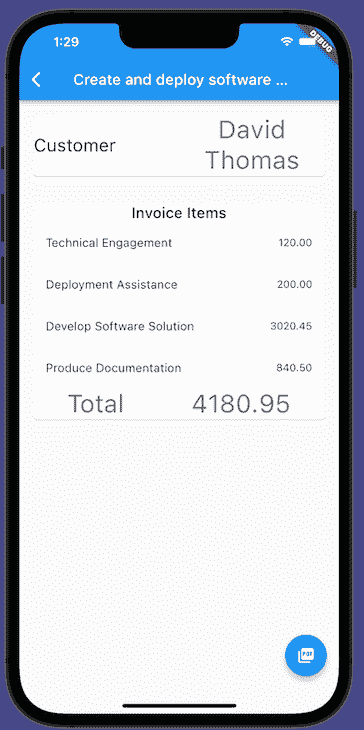 1:29
DEBUG
Create and deploy software ...
Customer
David
Thomas
Invoice Items
Technical Engagement 120.00
Deployment Assistance 200.00
Develop Software Solution 3020.45
Produce Documentation 840.50
Total 4180.95
PDF